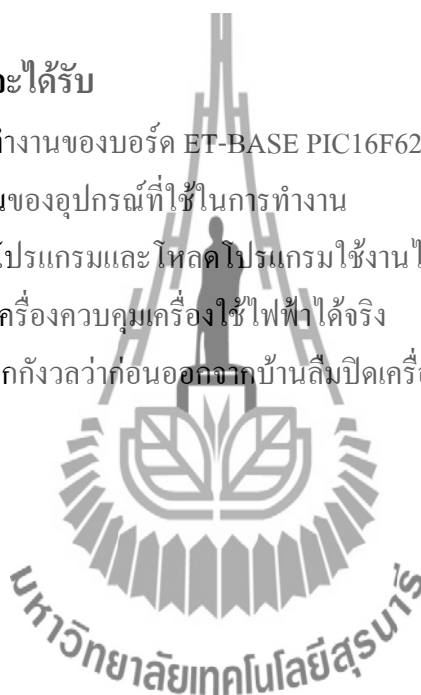 ะได้รับ
ทำงานของบอร์ด ET-BASE PIC16F62
นของอุปกรณ์ที่ใช้ในการทำงาน
โปรแกรมและโหลดโปรแกรมใช้งานไ
ครื่องควบคุมเครื่องใช้ไฟฟ้าได้จริง
กกังวลว่าก่อนออกจากบ้านลืมปิดเครื่
มหาวิทยาลัยเทคโนโลยีสุรนารี